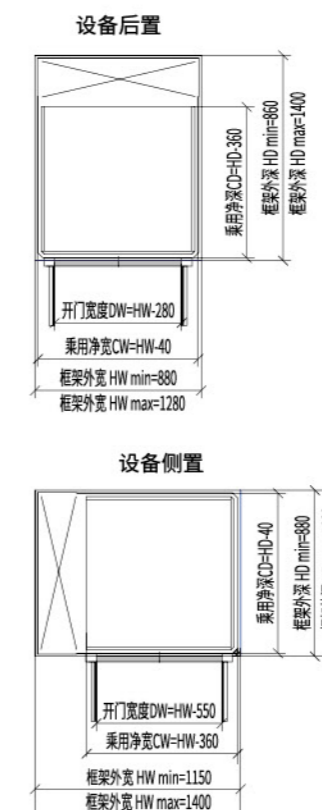 设备后置
乘用净深CD=HD-360
框架外深 HD min=860
框架外深 HD max=1400
开门宽度DW=HW-280
乘用净宽CW=HW-40
框架外宽 HW min=880
框架外宽 HW max=1280
设备侧置
乘用净深CD=HD-40
框架外深 HD min=880
开门宽度DW=HW-550
乘用净宽CW=HW-360
框架外宽 HW min=1150
框架外宽 HW max=1400